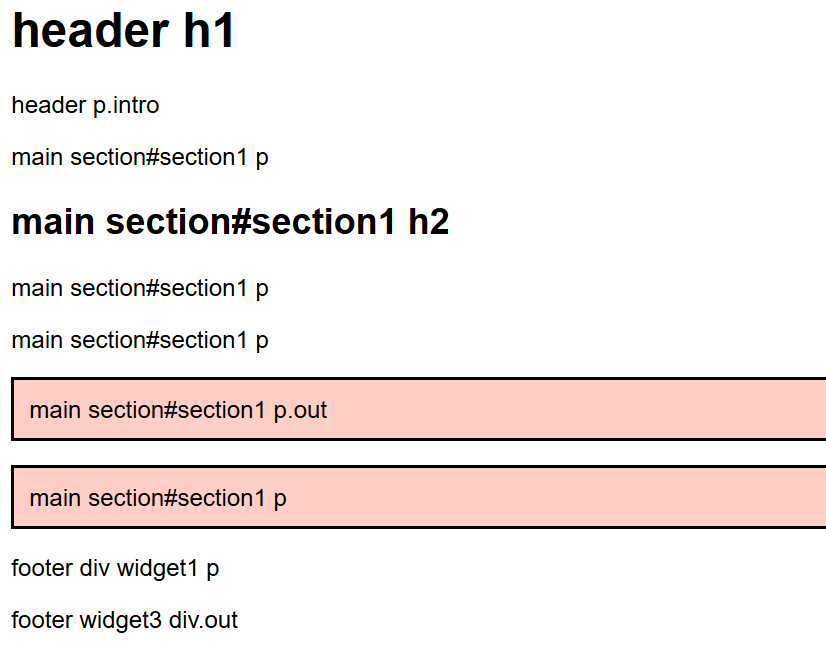 header h1
header p.intro
main section#section1 p
main section#section1 h2
main section#section1 p
main section#section1 p
main section#section1 p.out
main section#section1 p
footer div widget1 p
footer widget3 div.out